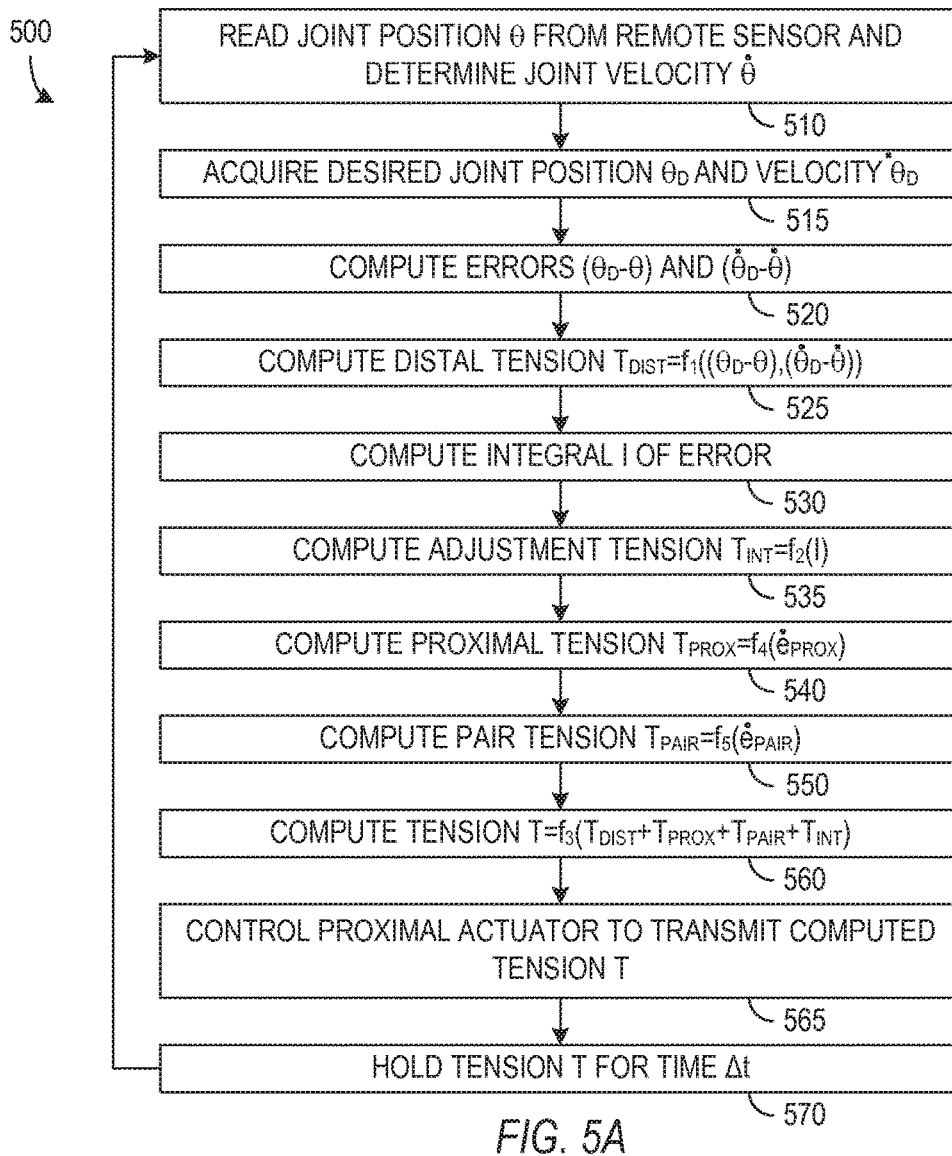 500
READ JOINT POSITION θ FROM REMOTE SENSOR AND
DETERMINE JOINT VELOCITY θ̇
510
ACQUIRE DESIRED JOINT POSITION θD AND VELOCITY θ̇D
515
COMPUTE ERRORS (θD-θ) AND (θ̇D-θ̇)
520
COMPUTE DISTAL TENSION TDIST=f1((θD-θ),(θ̇D-θ̇))
525
COMPUTE INTEGRAL I OF ERROR
530
COMPUTE ADJUSTMENT TENSION TINT=f2(I)
535
COMPUTE PROXIMAL TENSION TPROX=f4(ėPROX)
540
COMPUTE PAIR TENSION TPAIR=f5(ėPAIR)
550
COMPUTE TENSION T=f3(TDIST+TPROX+TPAIR+TINT)
560
CONTROL PROXIMAL ACTUATOR TO TRANSMIT COMPUTED
TENSION T
565
HOLD TENSION T FOR TIME Δt
570
FIG. 5A